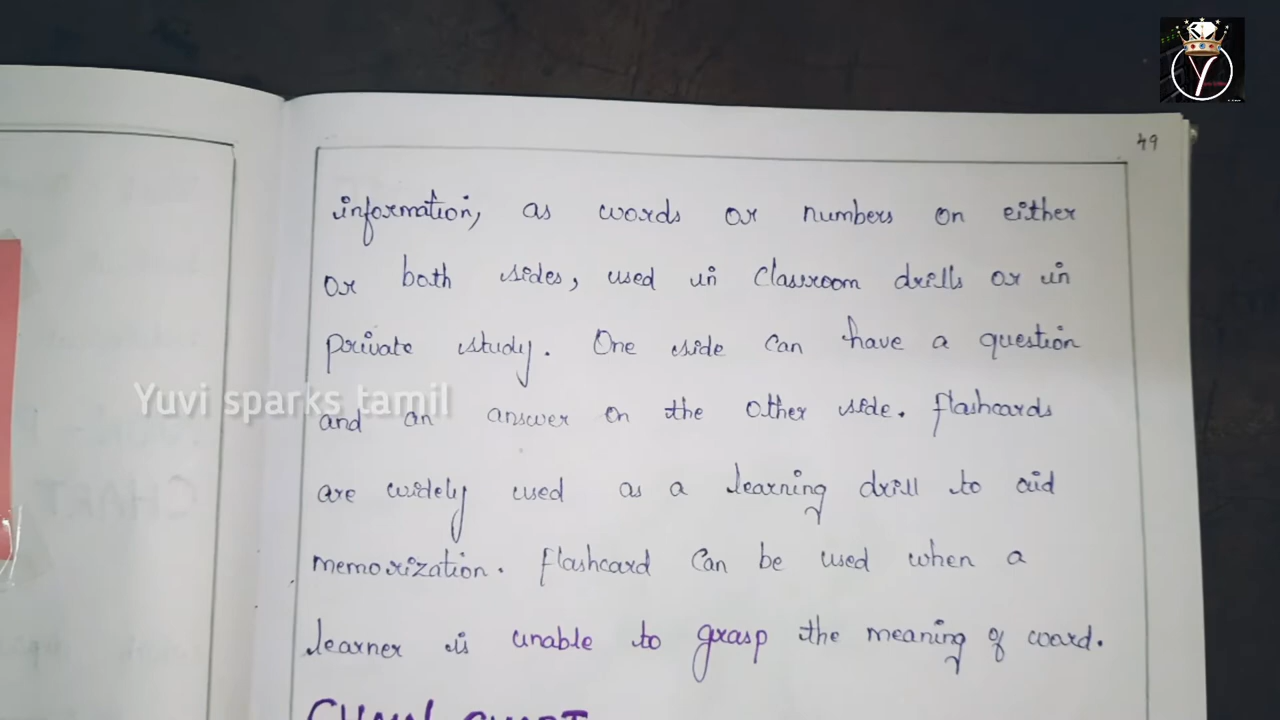 Y
49
information, as words or numbers on either
or both sides, used in classroom drills or in
private study. One side can have a question
Yuvi sparks tamil
and an answer on the other side. flashcards
are widely used as a learning drill to aid
memorization. flashcard can be used when a
learner is unable to grasp the meaning of word.
CHART